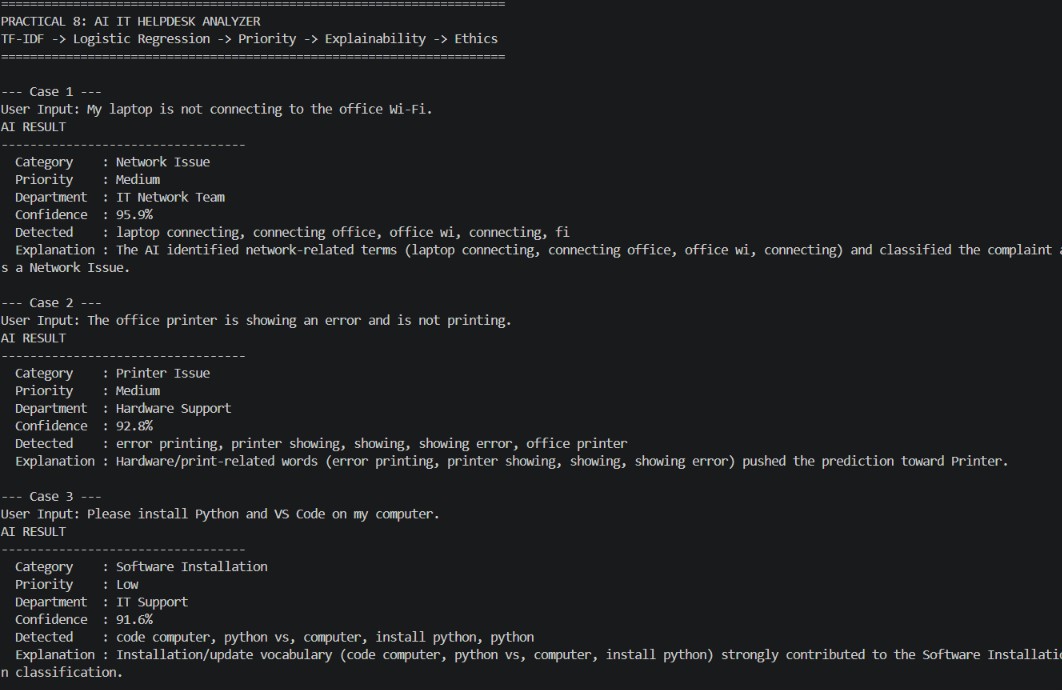 ======================================================================
PRACTICAL 8: AI IT HELPDESK ANALYZER
TF-IDF -> Logistic Regression -> Priority -> Explainability -> Ethics
======================================================================
--- Case 1 ---
User Input: My laptop is not connecting to the office Wi-Fi.
AI RESULT
----------------------------------
Category    : Network Issue
Priority    : Medium
Department  : IT Network Team
Confidence  : 95.9%
Detected    : laptop connecting, connecting office, office wi, connecting, fi
Explanation : The AI identified network-related terms (laptop connecting, connecting office, office wi, connecting) and classified the complaint a
s a Network Issue.
--- Case 2 ---
User Input: The office printer is showing an error and is not printing.
AI RESULT
----------------------------------
Category    : Printer Issue
Priority    : Medium
Department  : Hardware Support
Confidence  : 92.8%
Detected    : error printing, printer showing, showing, showing error, office printer
Explanation : Hardware/print-related words (error printing, printer showing, showing, showing error) pushed the prediction toward Printer.
--- Case 3 ---
User Input: Please install Python and VS Code on my computer.
AI RESULT
----------------------------------
Category    : Software Installation
Priority    : Low
Department  : IT Support
Confidence  : 91.6%
Detected    : code computer, python vs, computer, install python, python
Explanation : Installation/update vocabulary (code computer, python vs, computer, install python) strongly contributed to the Software Installatio
n classification.